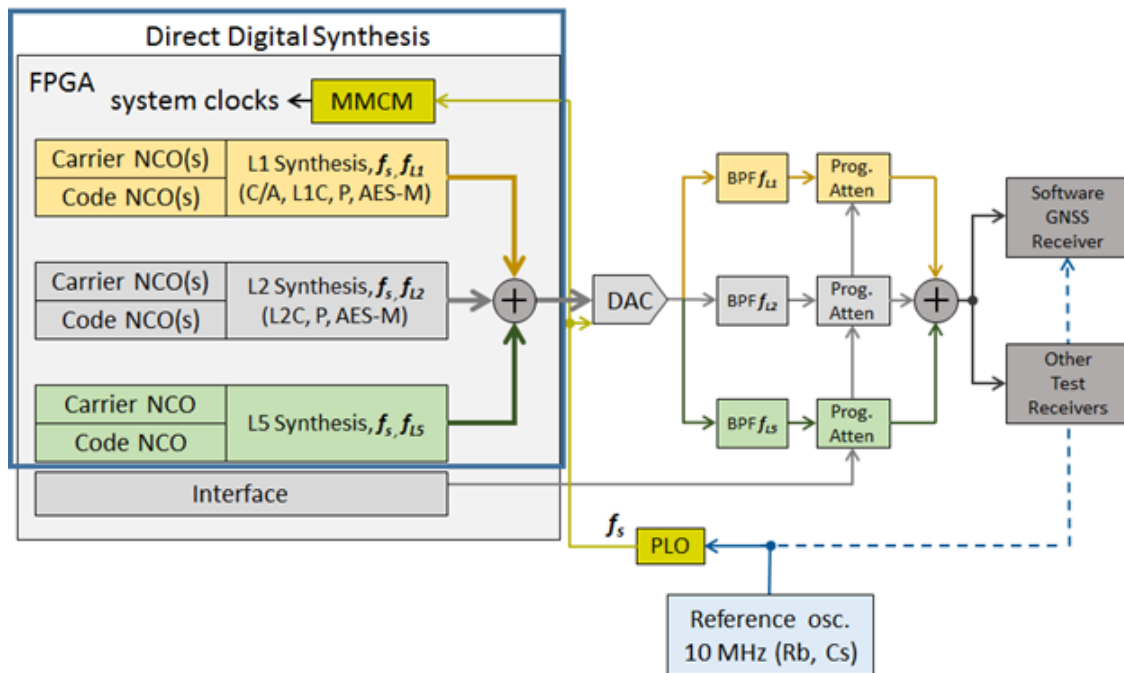 Direct Digital Synthesis
FPGA
system clocks
MMCM
Carrier NCO(s)
Code NCO(s)
L1 Synthesis, fs, fL1
(C/A, L1C, P, AES-M)
Carrier NCO(s)
Code NCO(s)
L2 Synthesis, fs, fL2
(L2C, P, AES-M)
Carrier NCO
Code NCO
L5 Synthesis, fs, fL5
Interface
+
DAC
BPF fL1
Prog.
Atten
BPF fL2
Prog.
Atten
BPF fL5
Prog.
Atten
+
Software
GNSS
Receiver
Other
Test
Receivers
fs
PLO
Reference osc.
10 MHz (Rb, Cs)